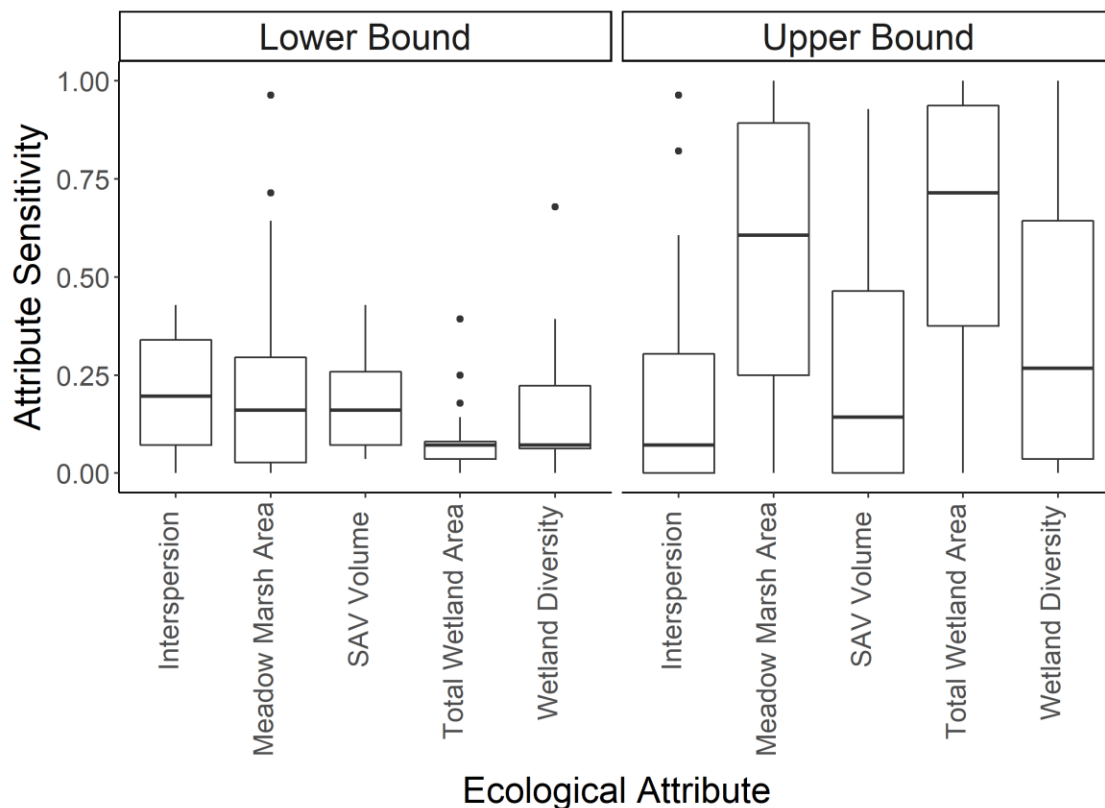 Lower Bound
Upper Bound
Attribute Sensitivity
1.00
0.75
0.50
0.25
0.00
Interspersion
Meadow Marsh Area
SAV Volume
Total Wetland Area
Wetland Diversity
Interspersion
Meadow Marsh Area
SAV Volume
Total Wetland Area
Wetland Diversity
Ecological Attribute